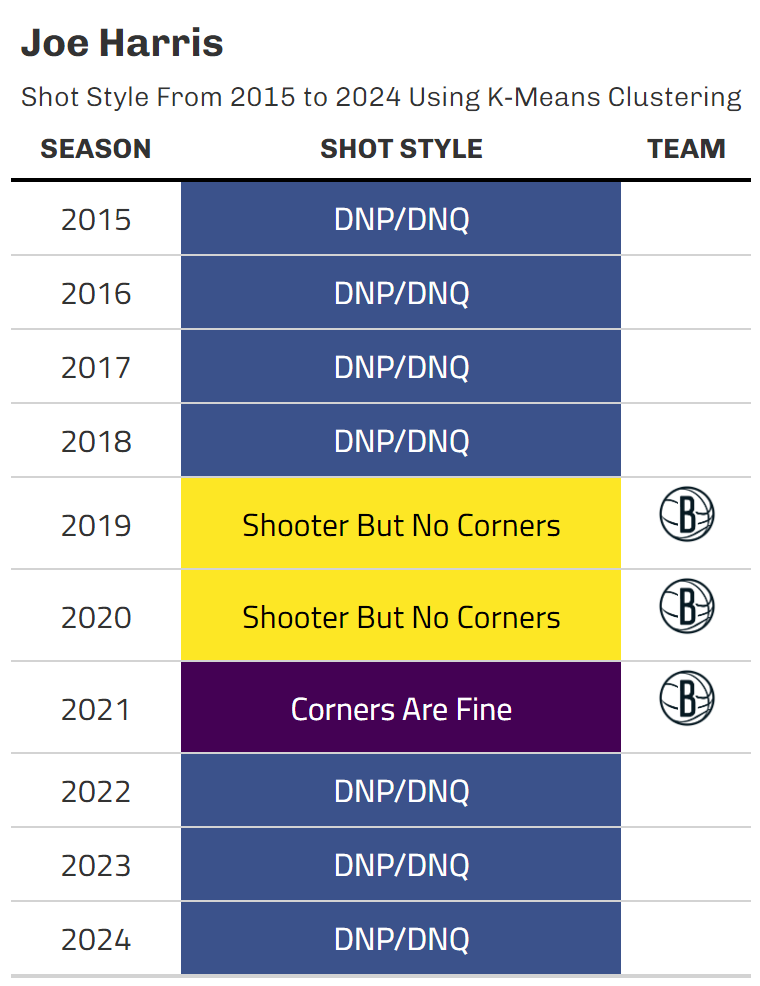 Joe Harris
Shot Style From 2015 to 2024 Using K-Means Clustering
SEASON SHOT STYLE TEAM
2015 DNP/DNQ
2016 DNP/DNQ
2017 DNP/DNQ
2018 DNP/DNQ
2019 Shooter But No Corners B
2020 Shooter But No Corners B
2021 Corners Are Fine B
2022 DNP/DNQ
2023 DNP/DNQ
2024 DNP/DNQ